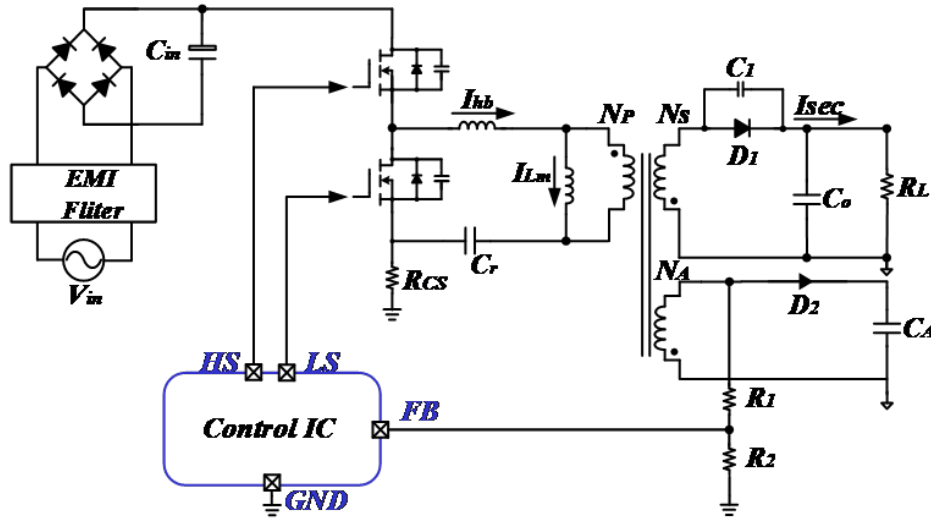 Cin
EMI
Fliter
Vin
Ihb
ILm
NP
NS
C1
D1
Isec
Co
RL
Cr
RCS
NA
D2
CA
HS
LS
Control IC
FB
GND
R1
R2